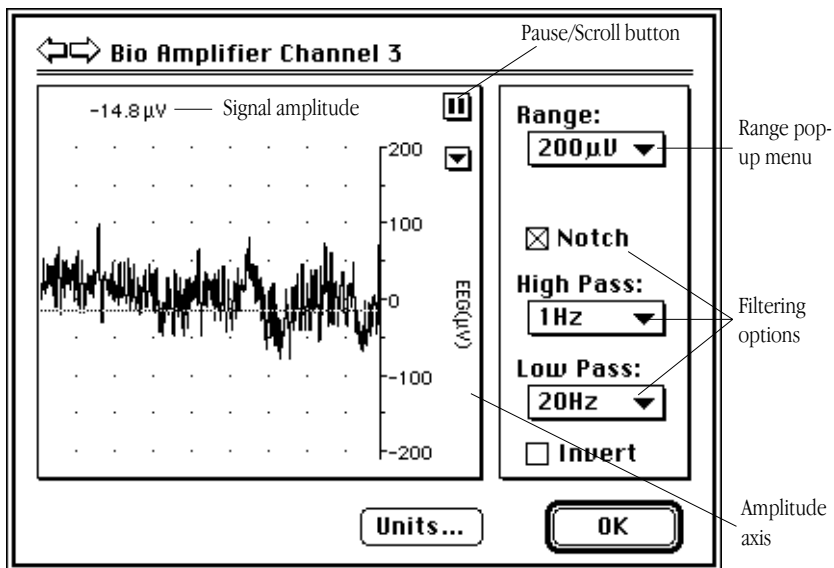 Pause/Scroll button
Bio Amplifier Channel 3
-14.8 µV
Signal amplitude
200
100
0
-100
-200
EEG(µV)
Range:
200µV
Range pop-
up menu
Notch
High Pass:
1Hz
Filtering
options
Low Pass:
20Hz
Invert
Units...
OK
Amplitude
axis